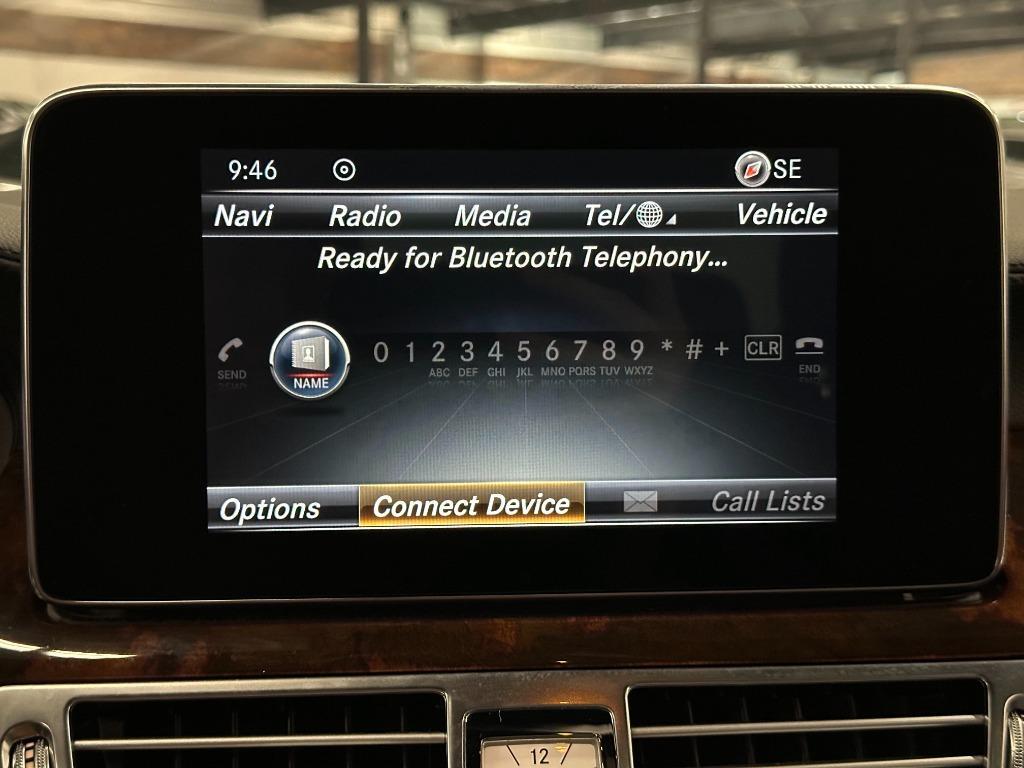 9:46 SE
Navi Radio Media Tel/ Vehicle
Ready for Bluetooth Telephony...
0 1 2 3 4 5 6 7 8 9 * # + CLR
ABC DEF GHI JKL MNO PQRS TUV WXYZ
SEND NAME END
Options Connect Device Call Lists
12